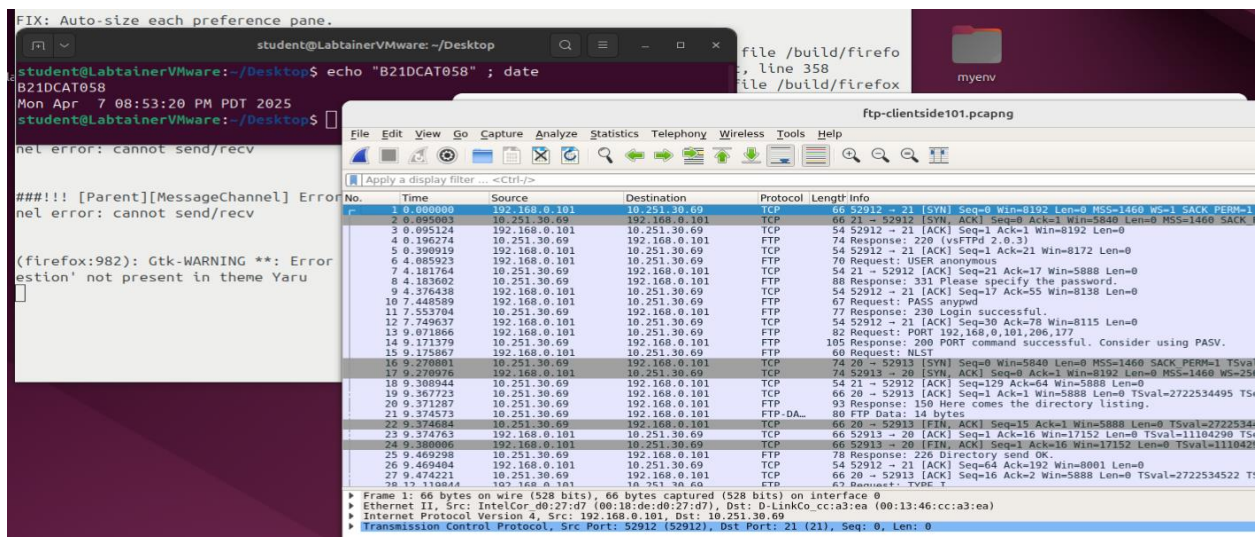 FIX: Auto-size each preference pane.
student@LabtainerVMware: ~/Desktop
student@LabtainerVMware:~/Desktop$ echo "B21DCAT058" ; date
B21DCAT058
Mon Apr 7 08:53:20 PM PDT 2025
student@LabtainerVMware:~/Desktop$
file /build/firefo
, line 358
file /build/firefox
myenv
nel error: cannot send/recv
###!!! [Parent][MessageChannel] Error
nel error: cannot send/recv
(firefox:982): Gtk-WARNING **: Error
estion' not present in theme Yaru
ftp-clientside101.pcapng
File Edit View Go Capture Analyze Statistics Telephony Wireless Tools Help
Apply a display filter ... <Ctrl-/>
No. Time Source Destination Protocol Length Info
1 0.000000 192.168.0.101 10.251.30.69 TCP 66 52912 → 21 [SYN] Seq=0 Win=8192 Len=0 MSS=1460 WS=1 SACK_PERM=1
2 0.095003 10.251.30.69 192.168.0.101 TCP 66 21 → 52912 [SYN, ACK] Seq=0 Ack=1 Win=5840 Len=0 MSS=1460 SACK
3 0.095124 192.168.0.101 10.251.30.69 TCP 54 52912 → 21 [ACK] Seq=1 Ack=1 Win=8192 Len=0
4 0.196274 10.251.30.69 192.168.0.101 FTP 74 Response: 220 (vsFTPd 2.0.3)
5 0.390919 192.168.0.101 10.251.30.69 TCP 54 52912 → 21 [ACK] Seq=1 Ack=21 Win=8172 Len=0
6 4.085923 192.168.0.101 10.251.30.69 FTP 70 Request: USER anonymous
7 4.181764 10.251.30.69 192.168.0.101 TCP 54 21 → 52912 [ACK] Seq=21 Ack=17 Win=5888 Len=0
8 4.183602 10.251.30.69 192.168.0.101 FTP 88 Response: 331 Please specify the password.
9 4.376438 192.168.0.101 10.251.30.69 TCP 54 52912 → 21 [ACK] Seq=17 Ack=55 Win=8138 Len=0
10 7.448589 192.168.0.101 10.251.30.69 FTP 67 Request: PASS anypwd
11 7.553704 10.251.30.69 192.168.0.101 FTP 77 Response: 230 Login successful.
12 7.749637 192.168.0.101 10.251.30.69 TCP 54 52912 → 21 [ACK] Seq=30 Ack=78 Win=8115 Len=0
13 9.071866 192.168.0.101 10.251.30.69 FTP 82 Request: PORT 192,168,0,101,206,177
14 9.171379 10.251.30.69 192.168.0.101 FTP 105 Response: 200 PORT command successful. Consider using PASV.
15 9.175867 192.168.0.101 10.251.30.69 FTP 60 Request: NLST
16 9.270801 10.251.30.69 192.168.0.101 TCP 74 20 → 52913 [SYN] Seq=0 Win=5840 Len=0 MSS=1460 SACK_PERM=1 TSval
17 9.270976 192.168.0.101 10.251.30.69 TCP 74 52913 → 20 [SYN, ACK] Seq=0 Ack=1 Win=8192 Len=0 MSS=1460 WS=256
18 9.308944 10.251.30.69 192.168.0.101 TCP 54 21 → 52912 [ACK] Seq=129 Ack=64 Win=5888 Len=0
19 9.367723 10.251.30.69 192.168.0.101 TCP 66 20 → 52913 [ACK] Seq=1 Ack=1 Win=5888 Len=0 TSval=2722534495
20 9.371287 10.251.30.69 192.168.0.101 FTP 93 Response: 150 Here comes the directory listing.
21 9.374573 10.251.30.69 192.168.0.101 FTP-DA… 80 FTP Data: 14 bytes
22 9.374684 10.251.30.69 192.168.0.101 TCP 66 20 → 52913 [FIN, ACK] Seq=15 Ack=1 Win=5888 Len=0
23 9.374763 192.168.0.101 10.251.30.69 TCP 66 52913 → 20 [ACK] Seq=1 Ack=16 Win=17152 Len=0 TSval=11104290
24 9.380006 192.168.0.101 10.251.30.69 TCP 66 52913 → 20 [FIN, ACK] Seq=1 Ack=16 Win=17152 Len=0
25 9.469298 10.251.30.69 192.168.0.101 FTP 78 Response: 226 Directory send OK.
26 9.469404 192.168.0.101 10.251.30.69 TCP 54 52912 → 21 [ACK] Seq=64 Ack=192 Win=8001 Len=0
27 9.474221 10.251.30.69 192.168.0.101 TCP 66 20 → 52913 [ACK] Seq=16 Ack=2 Win=5888 Len=0 TSval=2722534522
28 12.119844 192.168.0.101 10.251.30.69 FTP 62 Request: TYPE I
Frame 1: 66 bytes on wire (528 bits), 66 bytes captured (528 bits) on interface 0
Ethernet II, Src: IntelCor_d0:27:d7 (00:18:de:d0:27:d7), Dst: D-LinkCo_cc:a3:ea (00:13:46:cc:a3:ea)
Internet Protocol Version 4, Src: 192.168.0.101, Dst: 10.251.30.69
Transmission Control Protocol, Src Port: 52912 (52912), Dst Port: 21 (21), Seq: 0, Len: 0